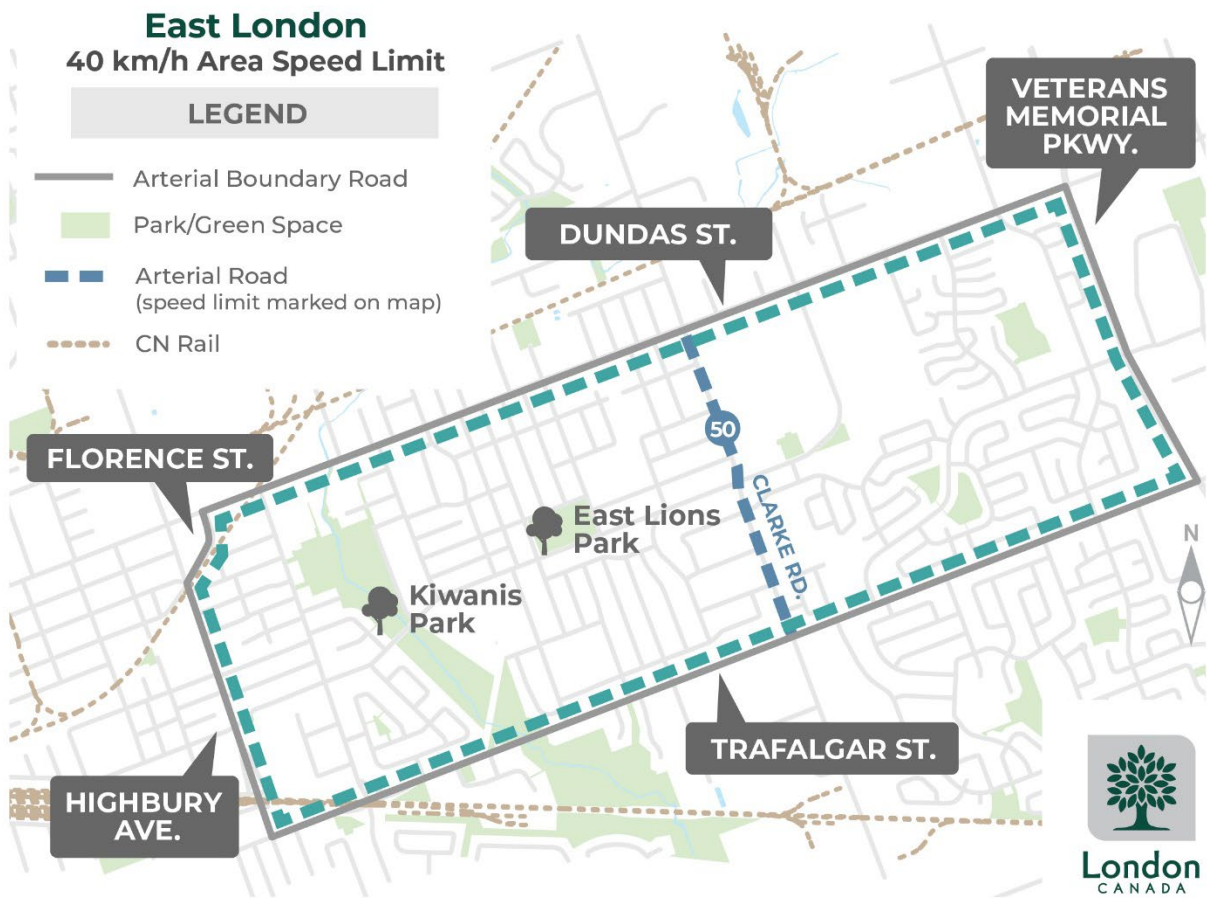 East London
40 km/h Area Speed Limit
LEGEND
Arterial Boundary Road
Park/Green Space
Arterial Road
(speed limit marked on map)
CN Rail
VETERANS
MEMORIAL
PKWY.
DUNDAS ST.
FLORENCE ST.
50
CLARKE RD.
East Lions
Park
Kiwanis
Park
N
TRAFALGAR ST.
HIGHBURY
AVE.
London
CANADA